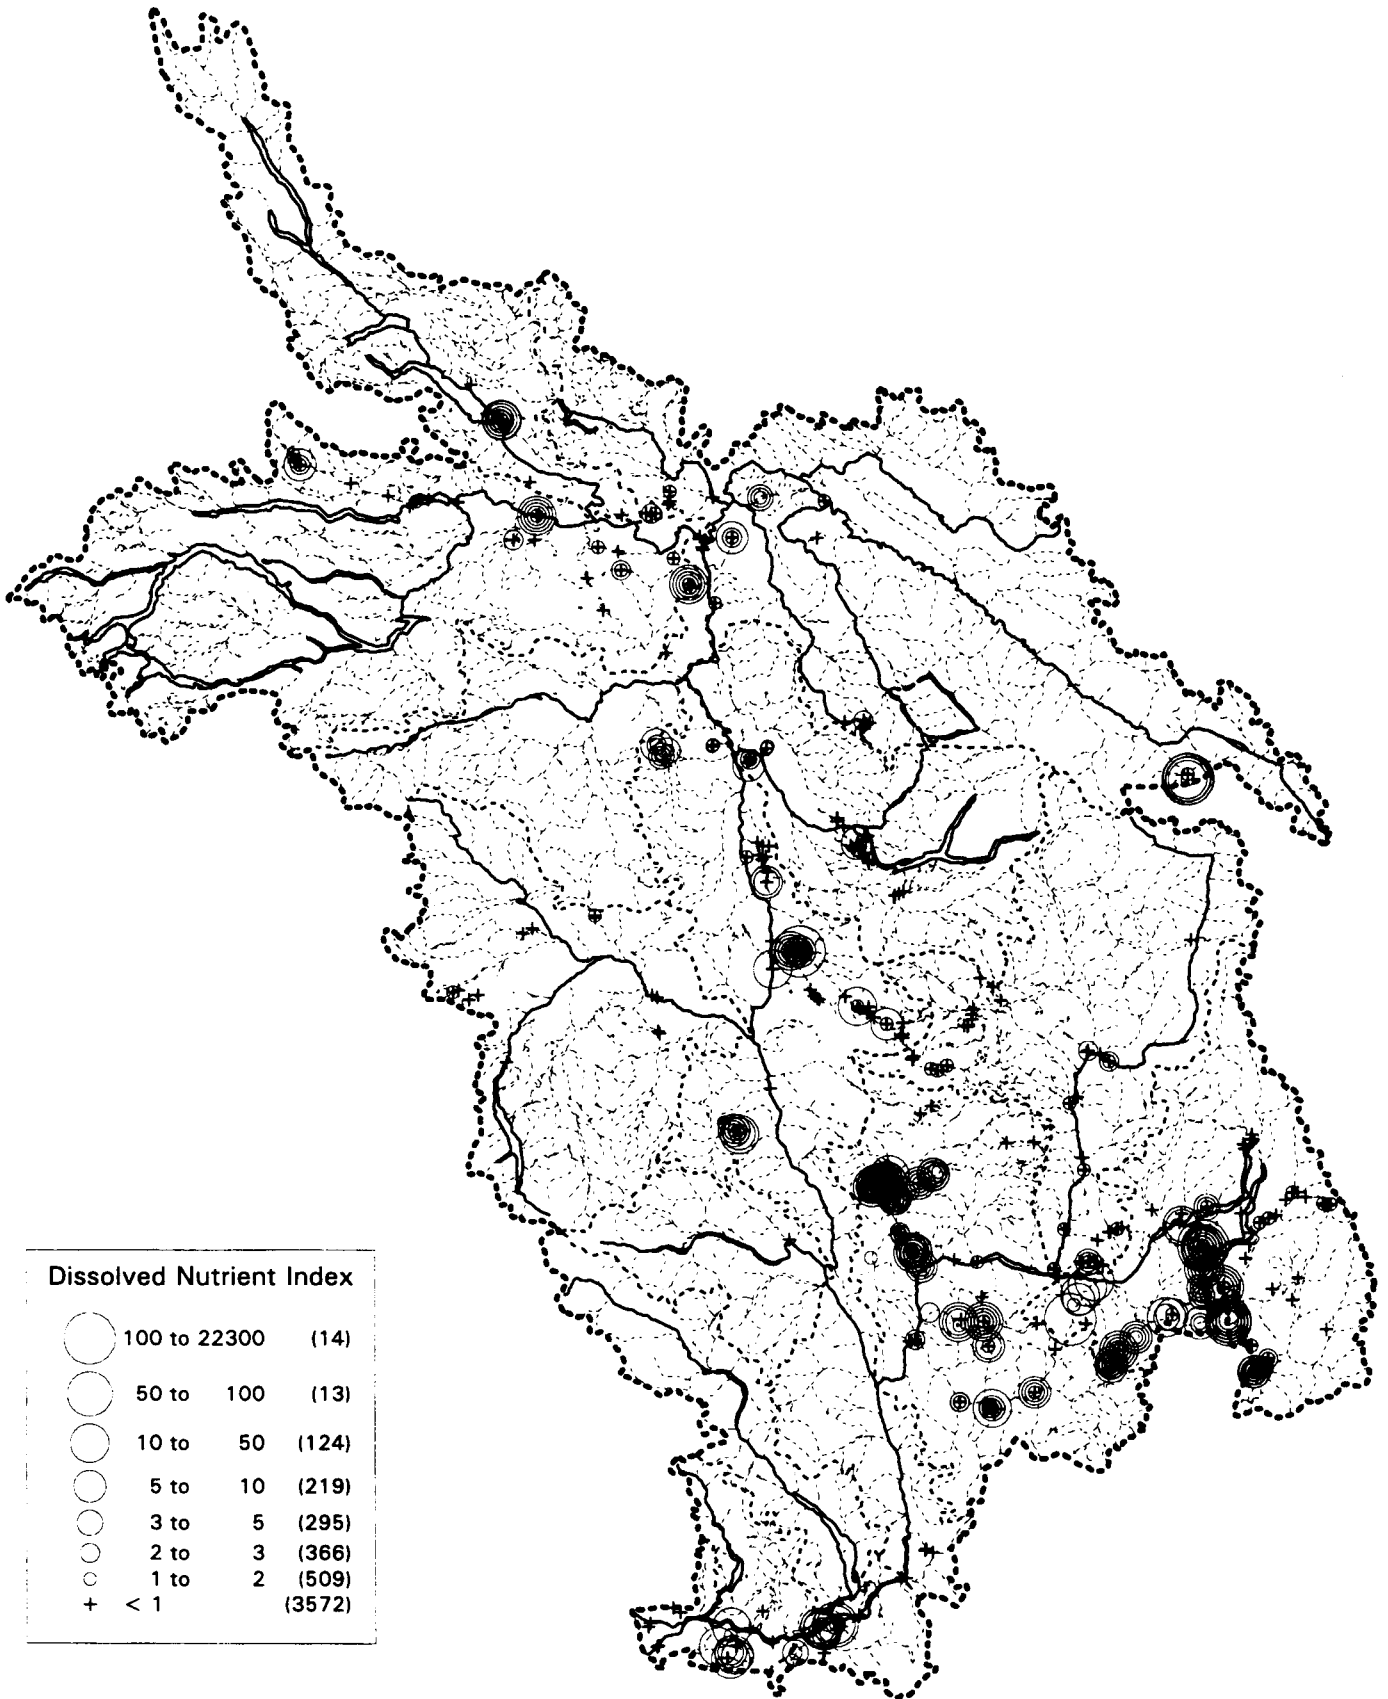 Dissolved Nutrient Index
100 to 22300 (14)
50 to 100 (13)
10 to 50 (124)
5 to 10 (219)
3 to 5 (295)
2 to 3 (366)
1 to 2 (509)
+ < 1 (3572)